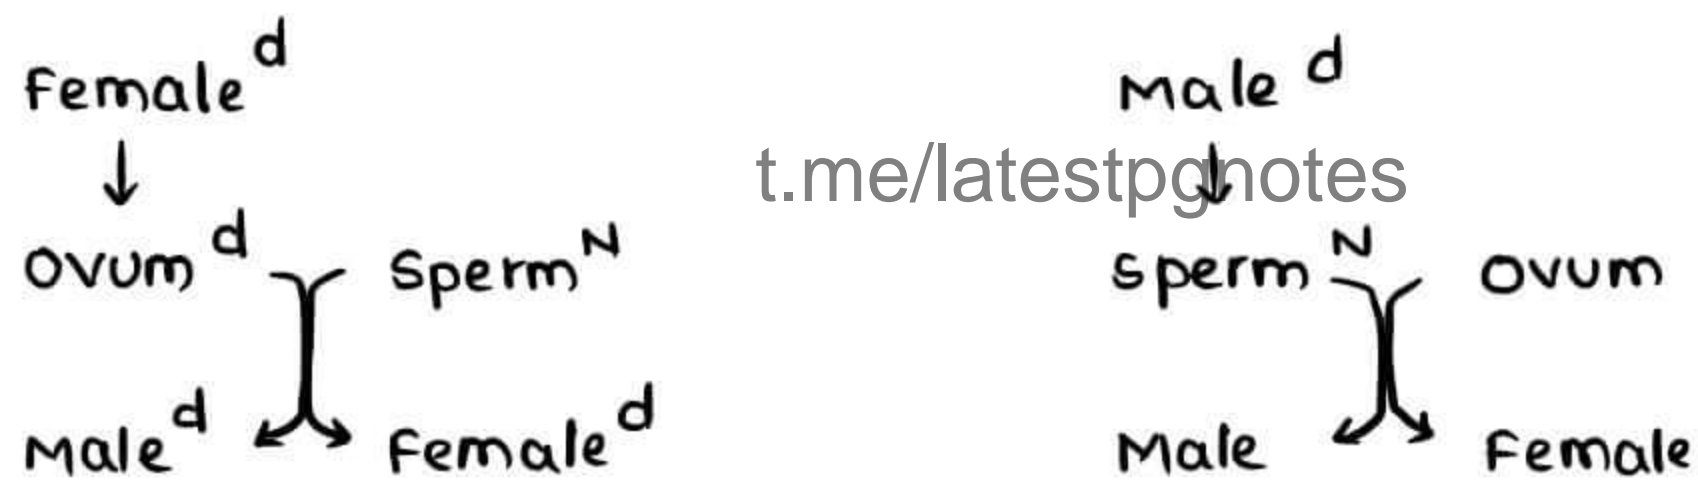 Female d
Male d
t.me/latestpgnotes
Ovum d Sperm N
Sperm N Ovum
Male d Female d
Male Female